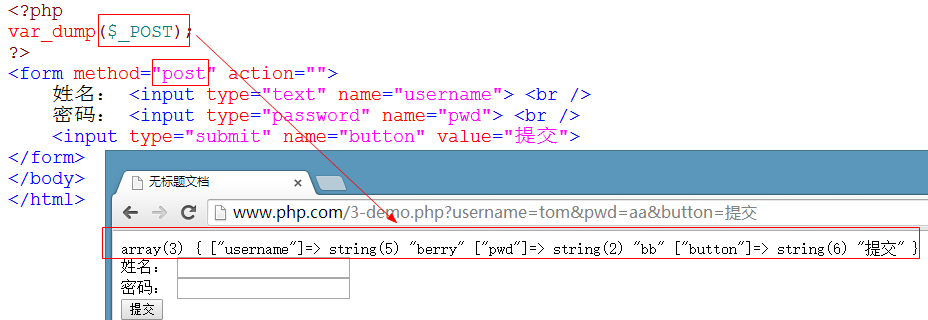 <?php
var_dump($_POST);
?>
<form method="post" action="">
姓名： <input type="text" name="username"> <br />
密码： <input type="password" name="pwd"> <br />
<input type="submit" name="button" value="提交">
</form>
</body>
</html>
无标题文档
www.php.com/3-demo.php?username=tom&pwd=aa&button=提交
array(3) { ["username"]=> string(5) "berry" ["pwd"]=> string(2) "bb" ["button"]=> string(6) "提交" }
姓名：
密码：
提交